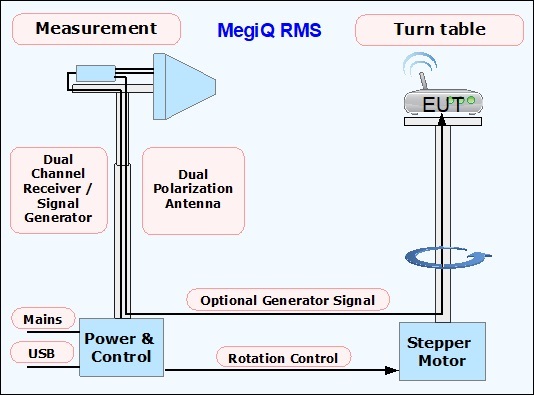 Measurement
MegiQ RMS
Turn table
EUT
Dual
Channel
Receiver /
Signal
Generator
Dual
Polarization
Antenna
Optional Generator Signal
Mains
USB
Power &
Control
Rotation Control
Stepper
Motor